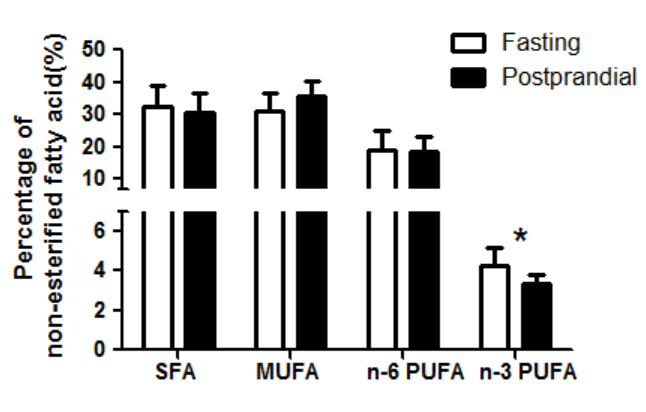 Percentage of
non-esterified fatty acid(%)
50
40
30
20
10
6
4
2
0
Fasting
Postprandial
*
SFA MUFA n-6 PUFA n-3 PUFA